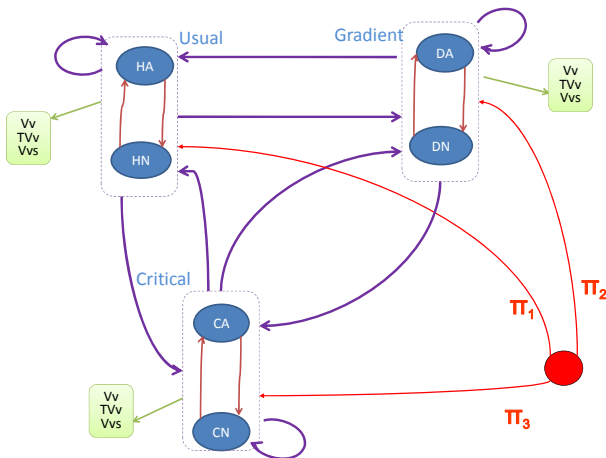 Usual
Gradient
HA
HN
DA
DN
Vv
TVv
Vvs
Vv
TVv
Vvs
Critical
CA
CN
Vv
TVv
Vvs
π1
π2
π3